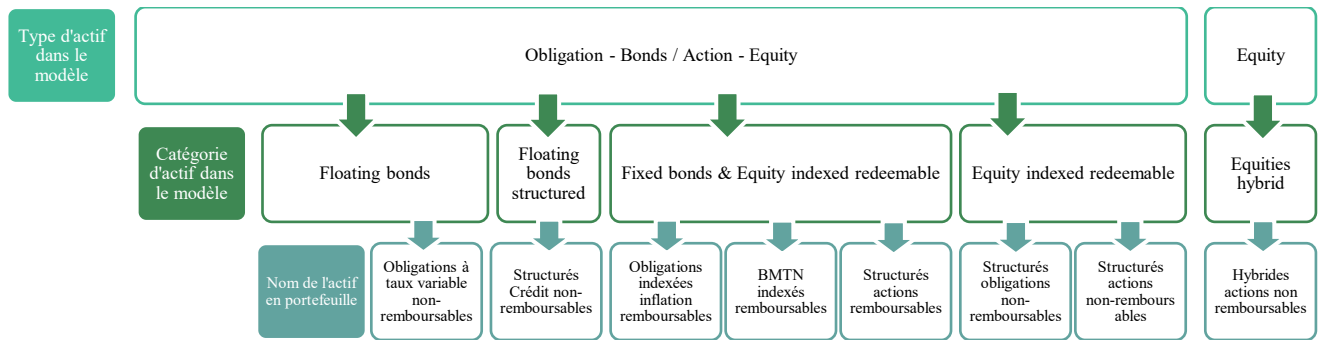 Type d'actif
dans le
modèle
Obligation - Bonds / Action - Equity
Equity
Catégorie
d'actif dans
le modèle
Floating bonds
Floating
bonds
structured
Fixed bonds & Equity indexed redeemable
Equity indexed redeemable
Equities
hybrid
Nom de l'actif
en portefeuille
Obligations à
taux variable
non-
remboursables
Structurés
Crédit non-
remboursables
Obligations
indexées
inflation
remboursables
BMTN
indexés
remboursables
Structurés
actions
remboursables
Structurés
obligations
non-
remboursables
Structurés
actions
non-rembours
ables
Hybrides
actions non
remboursables